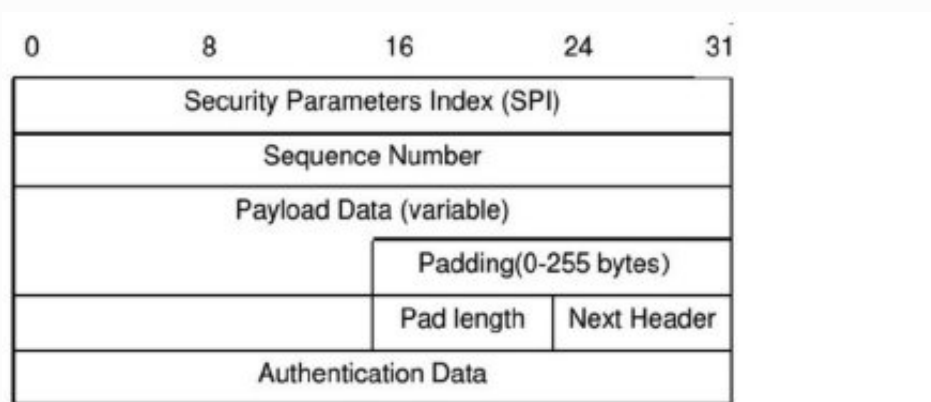 0 8 16 24 31
Security Parameters Index (SPI)
Sequence Number
Payload Data (variable)
Padding(0-255 bytes)
Pad length Next Header
Authentication Data